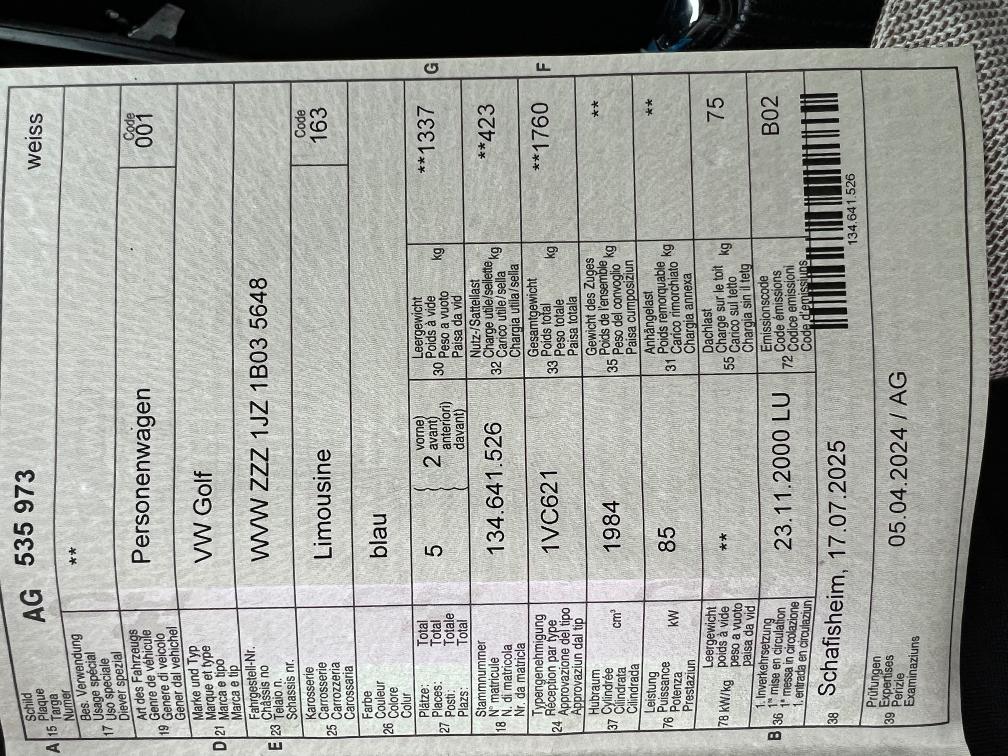 A 15 Schild
Plaque
Targa
Numer
AG 535 973
weiss
17 Bes. Verwendung
Usage spécial
Uso speciale
Diever spezial
**
19 Art des Fahrzeugs
Genre de véhicule
Genere di veicolo
Gener dal vehichel
Personenwagen
Code
001
D 21 Marke und Typ
Marque et type
Marca e tipo
Marca e tip
VW Golf
E 23 Fahrgestell-Nr.
Châssis no
Telaio n.
Schassis nr.
WVW ZZZ 1JZ 1B03 5648
25 Karosserie
Carrosserie
Carrozzeria
Carossaria
Limousine
Code
163
26 Farbe
Couleur
Colore
Colur
blau
27 Plätze: Total
Places: Total
Posti: Totale
Plazs: Total
5
2
vorne)
avant)
anteriori)
davant)
30 Leergewicht
Poids à vide
Peso a vuoto
Paisa da vid
kg
**1337
G
18 Stammnummer
N° matricule
N. di matricola
Nr. da matricla
134.641.526
32 Nutz-/Sattellast
Charge utile/sellette
Carico utile/sella
Chargia utila/sella
kg
**423
24 Typengenehmigung
Réception par type
Approvazione del tipo
Approvaziun dal tip
1VC621
33 Gesamtgewicht
Poids total
Peso totale
Paisa totala
kg
**1760
F
37 Hubraum
Cylindrée
Cilindrata
Cilindrada
cm³
1984
35 Gewicht des Zuges
Poids de l'ensemble
Peso del convoglio
Paisa cumposiziun
kg
**
76 Leistung
Puissance
Potenza
Prestaziun
kW
85
31 Anhängelast
Poids remorquable
Carico rimorchiato
Chargia annexa
kg
**
78 kW/kg
Leergewicht
poids à vide
peso a vuoto
paisa da vid
**
55 Dachlast
Charge sur le toit
Carico sul tetto
Chargia sin il tetg
kg
75
B 36 1. Inverkehrsetzung
1re mise en circulation
1a messa in circolazione
1. entrada en circulaziun
23.11.2000 LU
72 Emissionscode
Code émissions
Codice emissioni
Code d'emissiuns
B02
38 Schafisheim, 17.07.2025
134.641.526
39 Prüfungen
Expertises
Perizie
Examinaziuns
05.04.2024 / AG